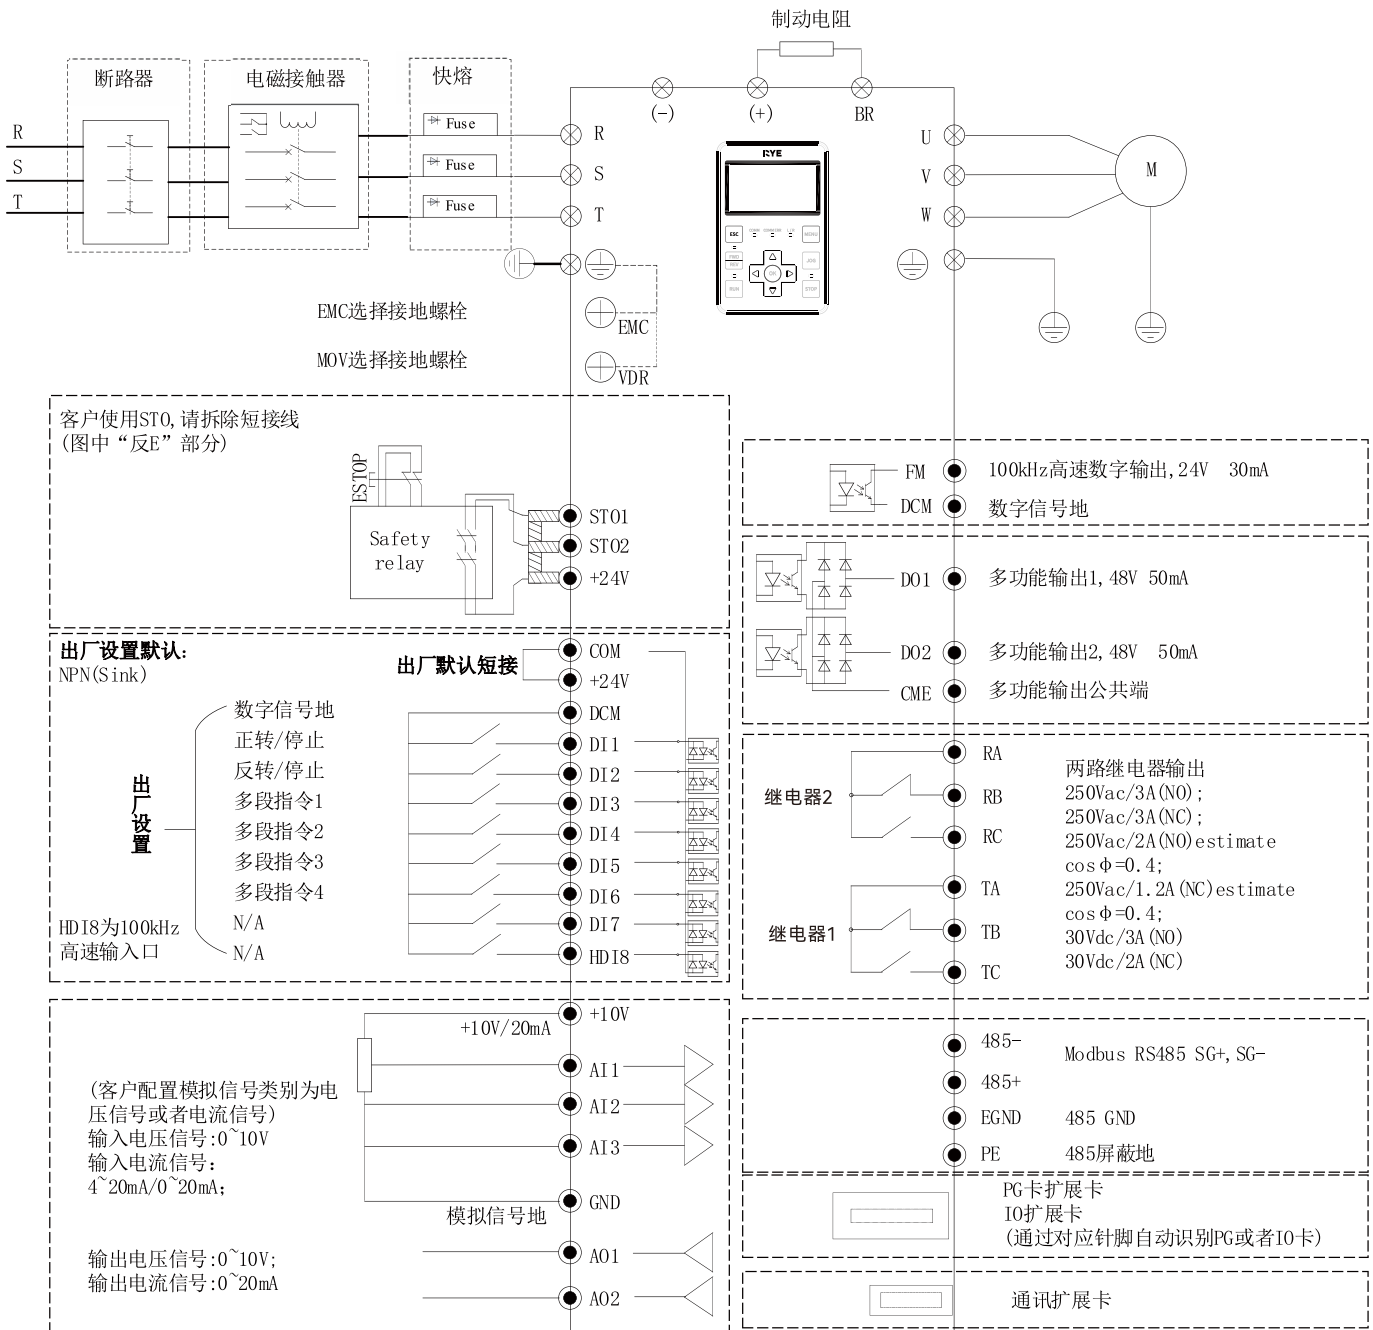 制动电阻
断路器
电磁接触器
快熔
(-)
(+)
BR
R
S
T
Fuse
Fuse
Fuse
R
S
T
U
V
W
M
RYE
ESC
MENU
FWD
REV
JOG
OK
RUN
STOP
EMC选择接地螺栓
EMC
MOV选择接地螺栓
VDR
客户使用STO,请拆除短接线
(图中“反E”部分)
ESTOP
Safety
relay
STO1
STO2
+24V
出厂设置默认:
NPN(Sink)
出厂默认短接
COM
+24V
数字信号地
DCM
正转/停止
DI1
反转/停止
DI2
多段指令1
DI3
多段指令2
DI4
多段指令3
DI5
多段指令4
DI6
N/A
DI7
N/A
HDI8
出厂设置
HDI8为100kHz
高速输入口
+10V/20mA
+10V
AI1
AI2
AI3
(客户配置模拟信号类别为电
压信号或者电流信号)
输入电压信号:0~10V
输入电流信号:
4~20mA/0~20mA;
模拟信号地
GND
输出电压信号:0~10V;
输出电流信号:0~20mA
AO1
AO2
FM
100kHz高速数字输出,24V 30mA
DCM
数字信号地
DO1
多功能输出1,48V 50mA
DO2
多功能输出2,48V 50mA
CME
多功能输出公共端
继电器2
RA
RB
RC
继电器1
TA
TB
TC
两路继电器输出
250Vac/3A(NO);
250Vac/3A(NC);
250Vac/2A(NO)estimate
cosφ=0.4;
250Vac/1.2A(NC)estimate
cosφ=0.4;
30Vdc/3A(NO)
30Vdc/2A(NC)
485-
Modbus RS485 SG+,SG-
485+
EGND
485 GND
PE
485屏蔽地
PG卡扩展卡
IO扩展卡
(通过对应针脚自动识别PG或者IO卡)
通讯扩展卡